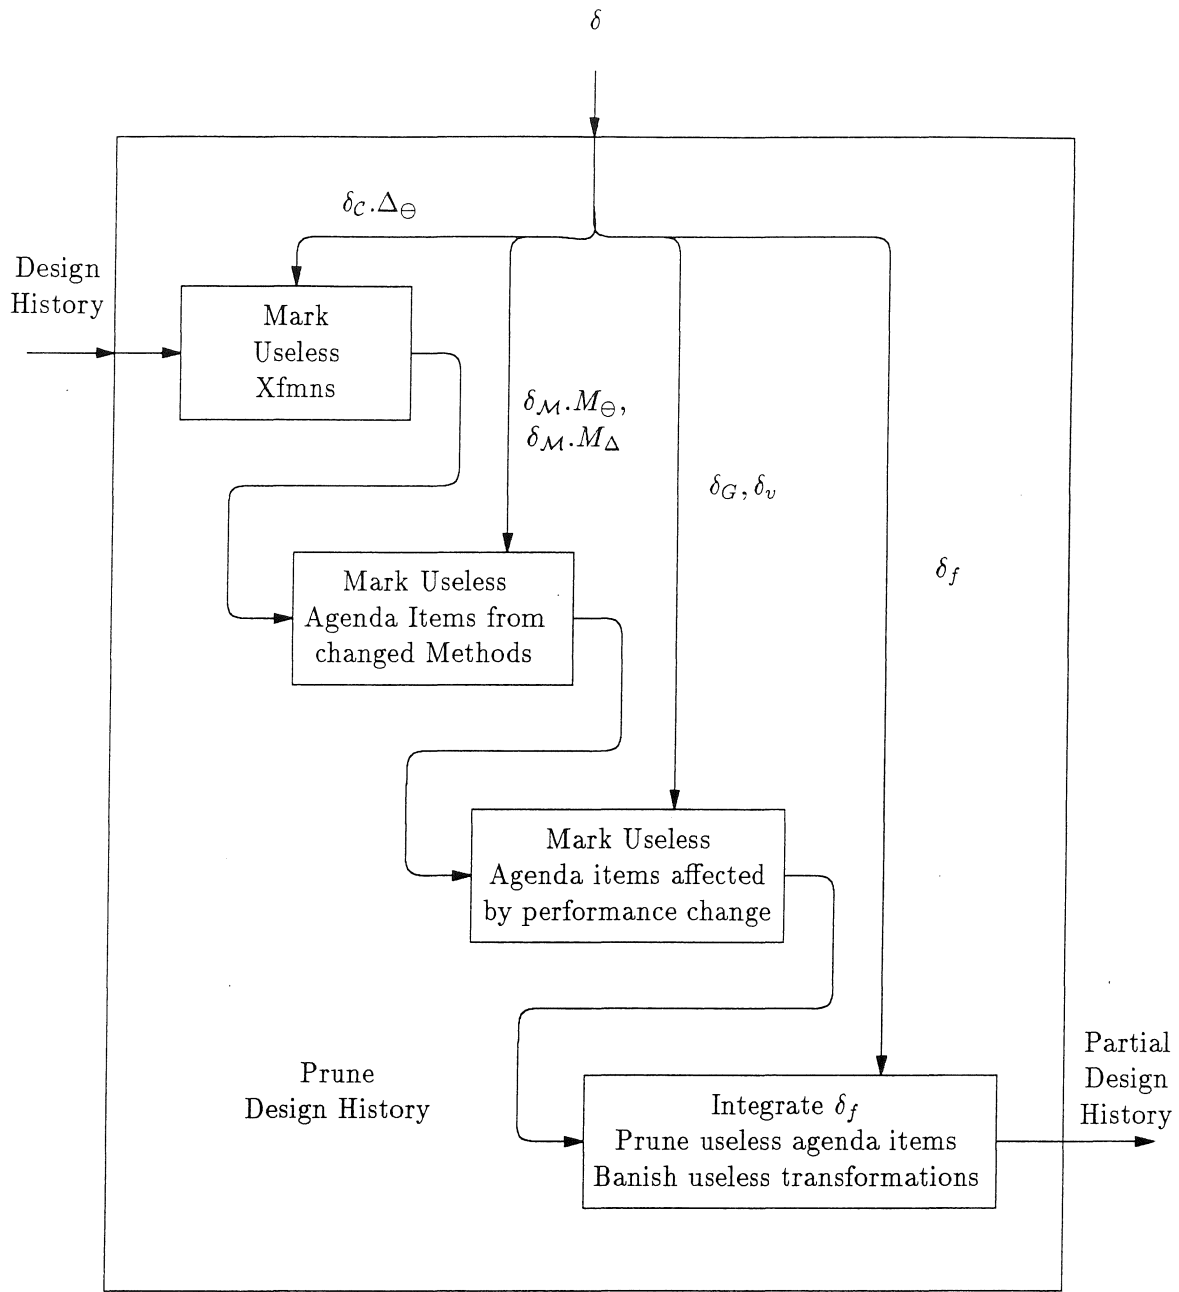 δ
δ_C.Δ_⊖
Design
History
Mark
Useless
Xfmns
δ_M.M_⊖,
δ_M.M_Δ
δ_G, δ_v
δ_f
Mark Useless
Agenda Items from
changed Methods
Mark Useless
Agenda items affected
by performance change
Prune
Design History
Partial
Design
History
Integrate δ_f
Prune useless agenda items
Banish useless transformations